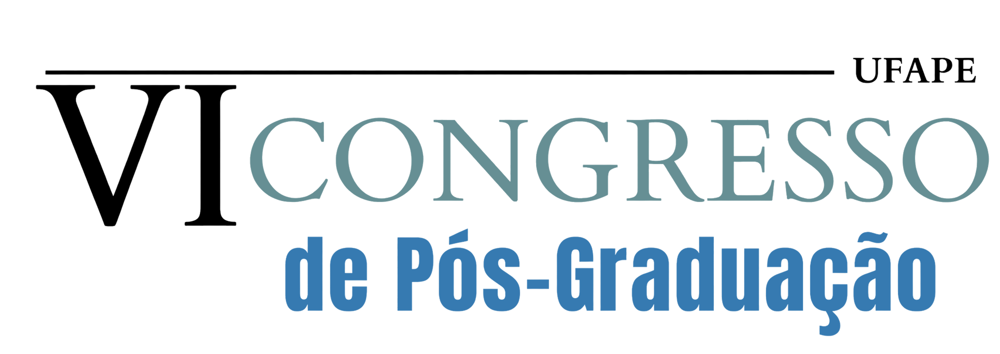 UFAPE
VI CONGRESSO
de Pós-Graduação